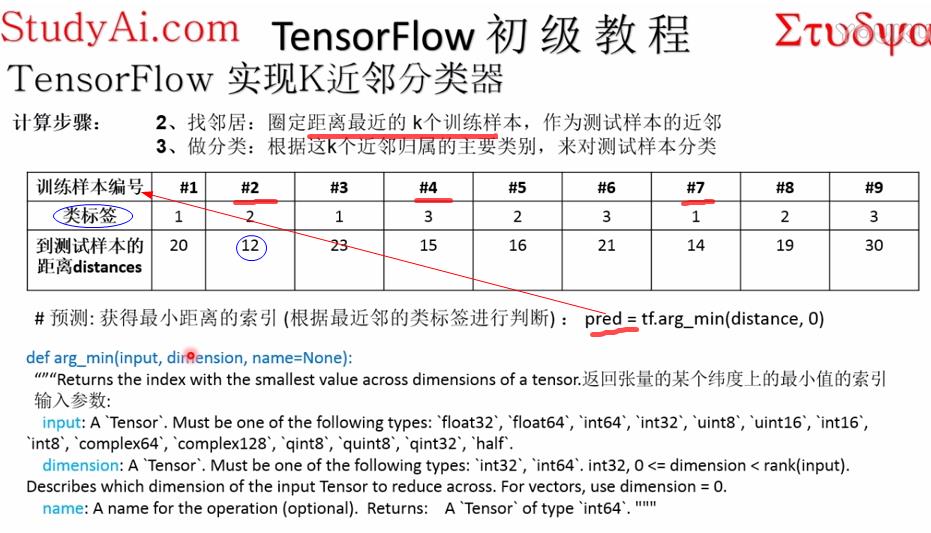 StudyAi.com
TensorFlow 初 级 教 程
Στυdψa
TensorFlow 实现K近邻分类器
计算步骤： 2、找邻居：圈定距离最近的 k个训练样本，作为测试样本的近邻
3、做分类：根据这k个近邻归属的主要类别，来对测试样本分类
训练样本编号 #1 #2 #3 #4 #5 #6 #7 #8 #9
类标签 1 2 1 3 2 3 1 2 3
到测试样本的 20 12 23 15 16 21 14 19 30
距离distances
# 预测: 获得最小距离的索引 (根据最近邻的类标签进行判断) ： pred = tf.arg_min(distance, 0)
def arg_min(input, dimension, name=None):
“”“Returns the index with the smallest value across dimensions of a tensor.返回张量的某个纬度上的最小值的索引
输入参数:
input: A `Tensor`. Must be one of the following types: `float32`, `float64`, `int64`, `int32`, `uint8`, `uint16`, `int16`,
`int8`, `complex64`, `complex128`, `qint8`, `quint8`, `qint32`, `half`.
dimension: A `Tensor`. Must be one of the following types: `int32`, `int64`. int32, 0 <= dimension < rank(input).
Describes which dimension of the input Tensor to reduce across. For vectors, use dimension = 0.
name: A name for the operation (optional). Returns: A `Tensor` of type `int64`. """